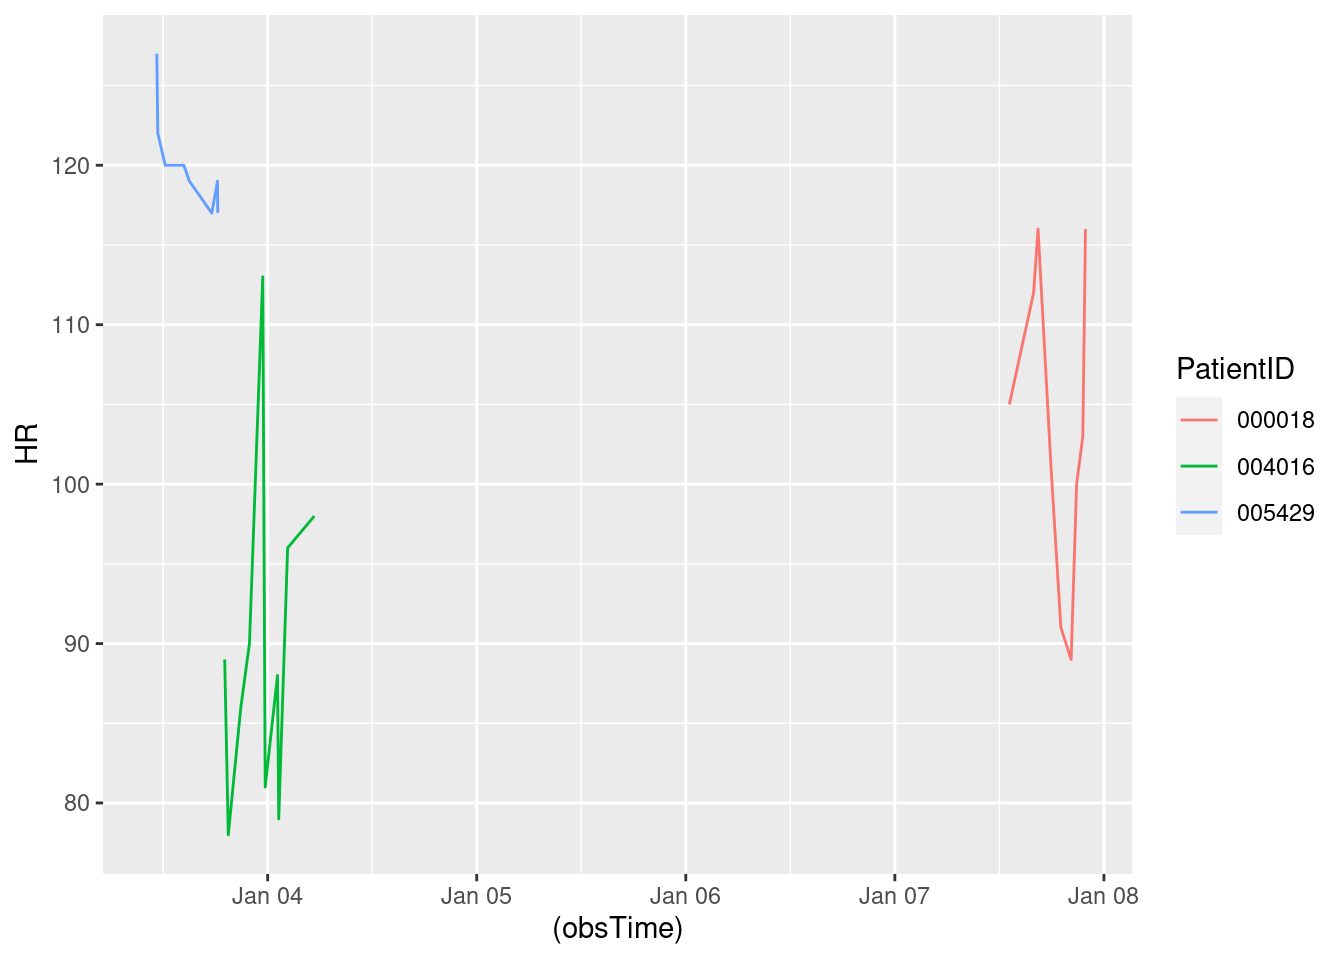 120
110
100
90
80
HR
Jan 04
Jan 05
Jan 06
Jan 07
Jan 08
(obsTime)
PatientID
000018
004016
005429